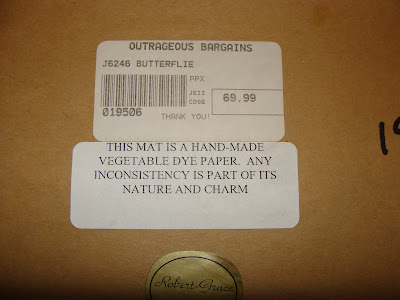 OUTRAGEOUS BARGAINS
J6246 BUTTERFLIE
PPX
CODE
69.99
019506
THANK YOU!
THIS MAT IS A HAND-MADE
VEGETABLE DYE PAPER. ANY
INCONSISTENCY IS PART OF ITS
NATURE AND CHARM
Robert-Grace